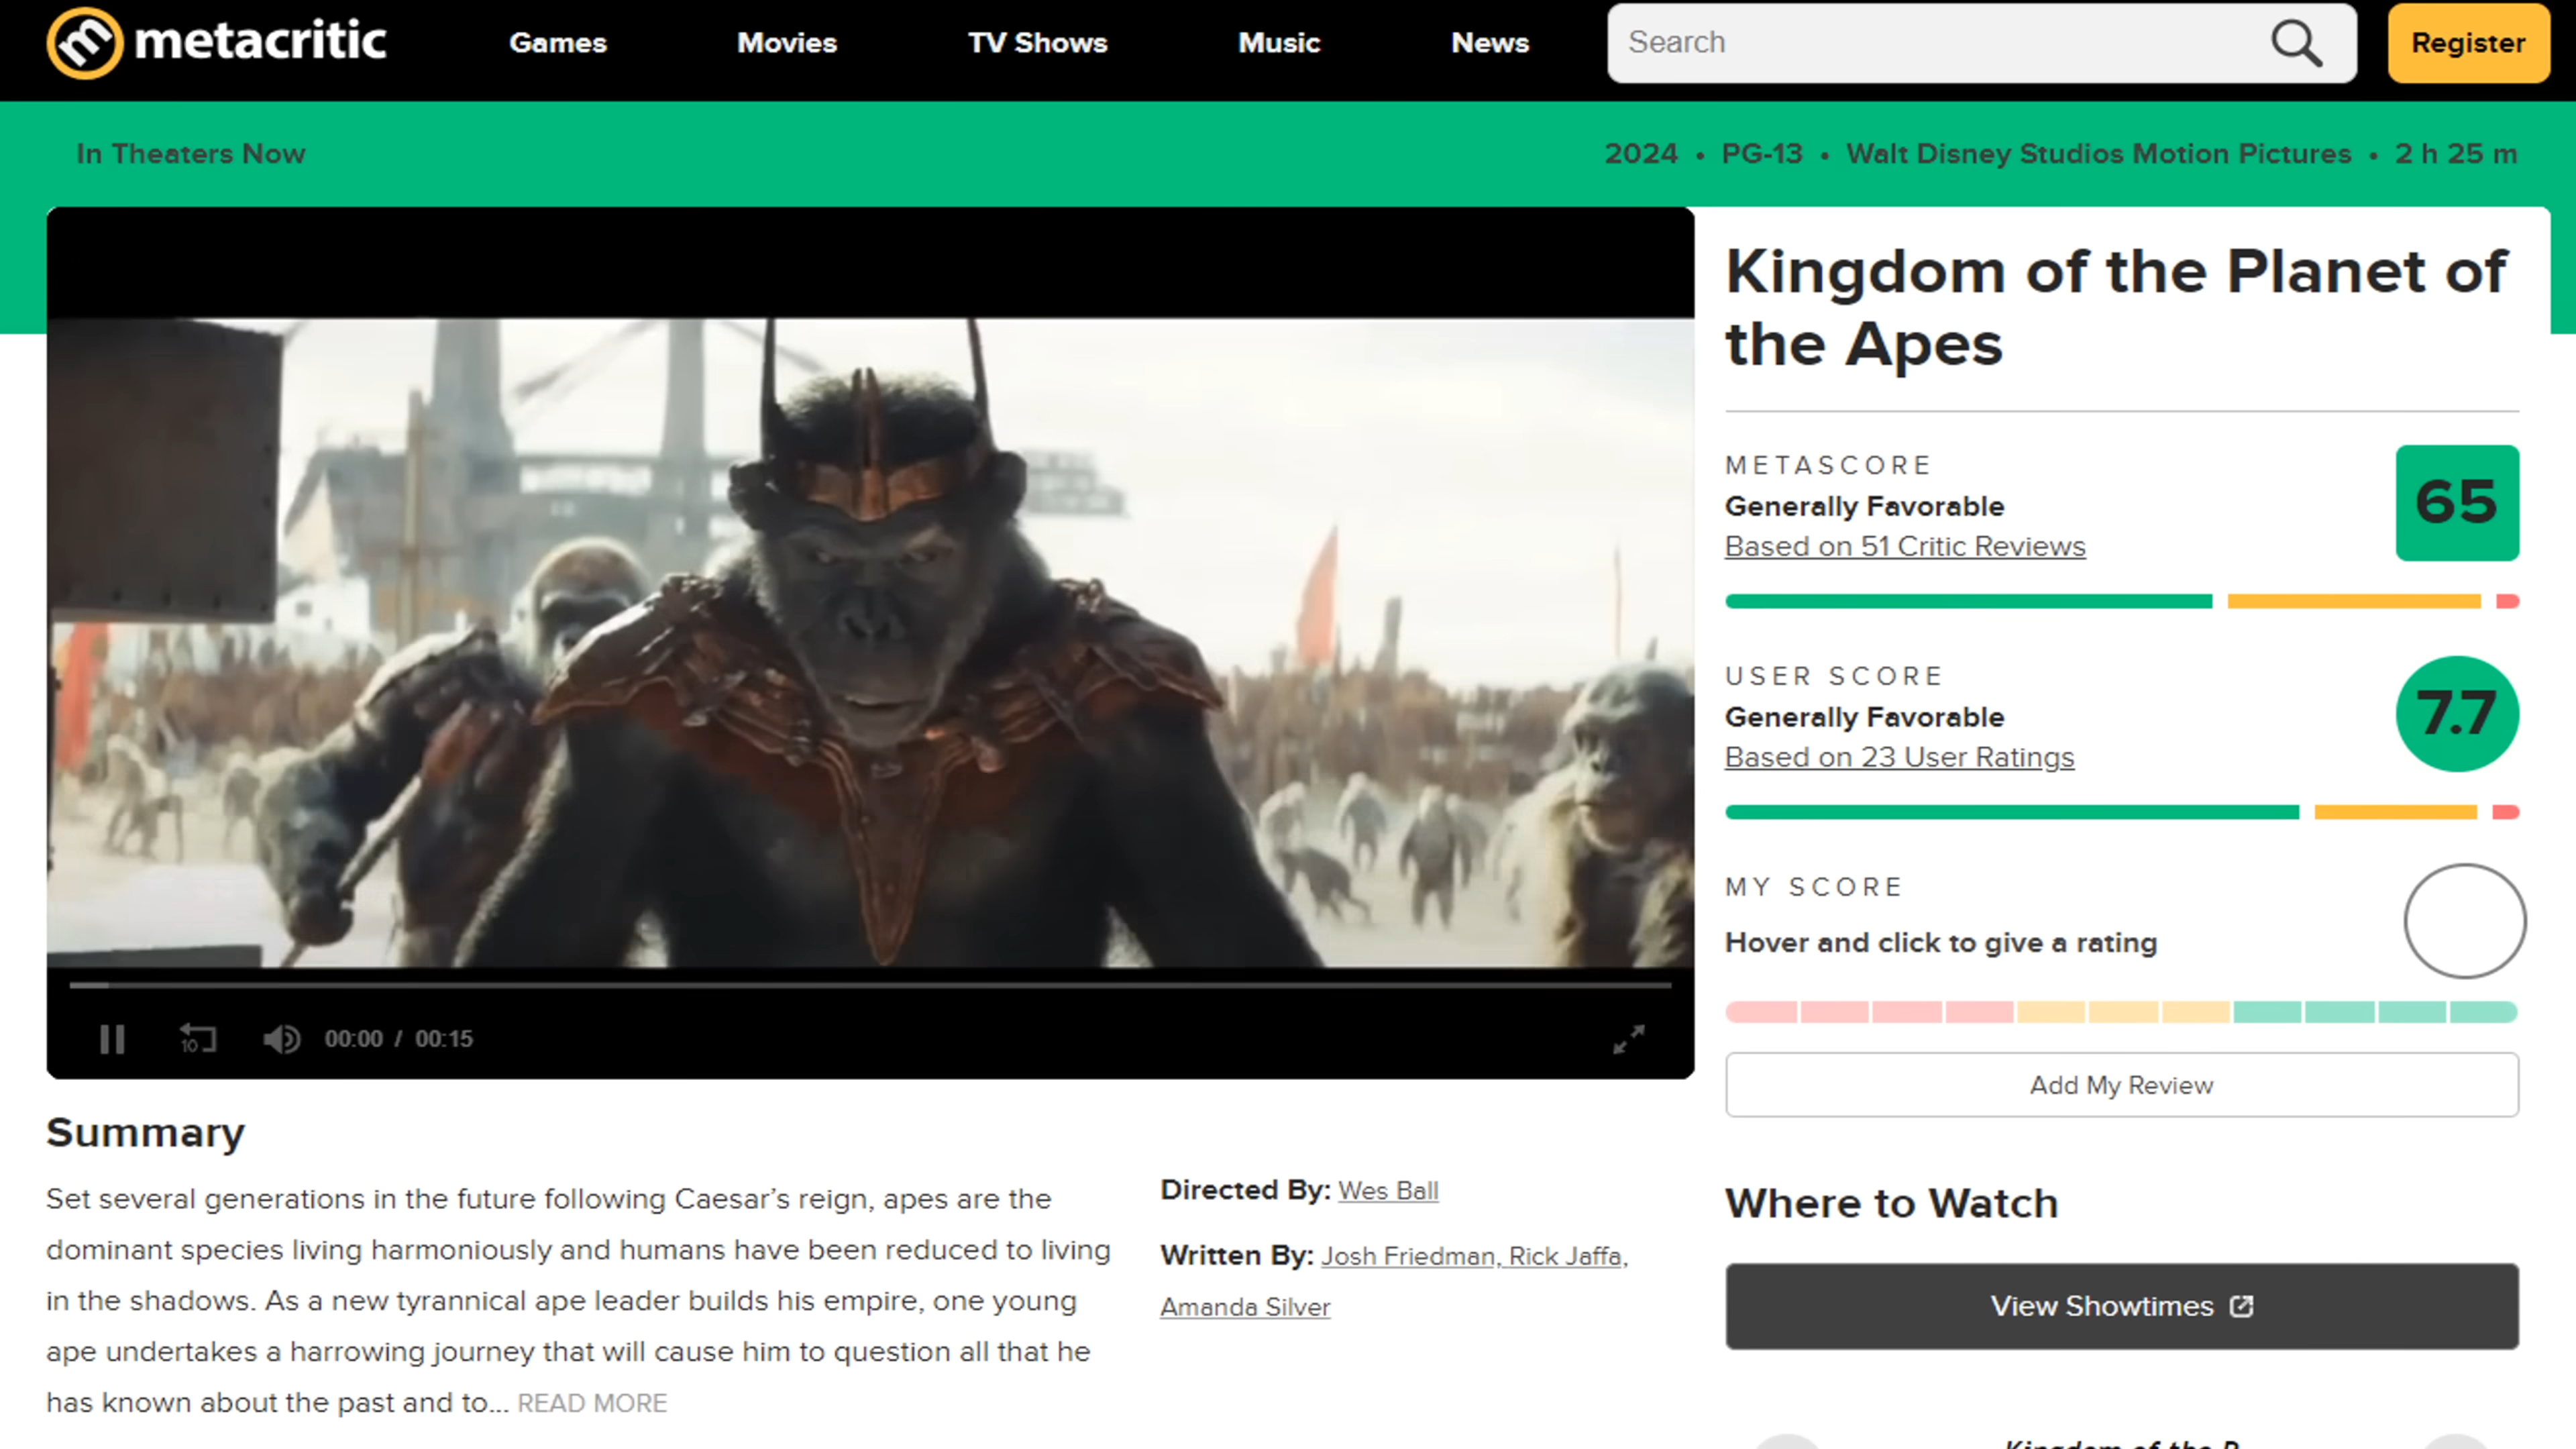 metacritic
Games
Movies
TV Shows
Music
News
Search
Register
In Theaters Now
2024 • PG-13 • Walt Disney Studios Motion Pictures • 2 h 25 m
Kingdom of the Planet of
the Apes
METASCORE
Generally Favorable
Based on 51 Critic Reviews
65
USER SCORE
Generally Favorable
Based on 23 User Ratings
7.7
MY SCORE
Hover and click to give a rating
Add My Review
10
00:00 / 00:15
Summary
Set several generations in the future following Caesar’s reign, apes are the
dominant species living harmoniously and humans have been reduced to living
in the shadows. As a new tyrannical ape leader builds his empire, one young
ape undertakes a harrowing journey that will cause him to question all that he
has known about the past and to... READ MORE
Directed By: Wes Ball
Written By: Josh Friedman, Rick Jaffa,
Amanda Silver
Where to Watch
View Showtimes
Kingdom of the P